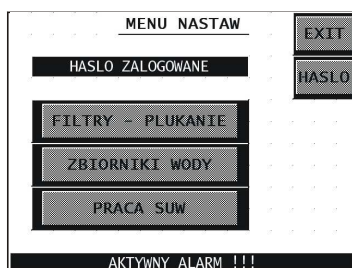 MENU NASTAW
EXIT
HASLO ZALOGOWANE
HASLO
FILTRY - PLUKANIE
ZBIORNIKI WODY
PRACA SUW
AKTYWNY ALARM !!!